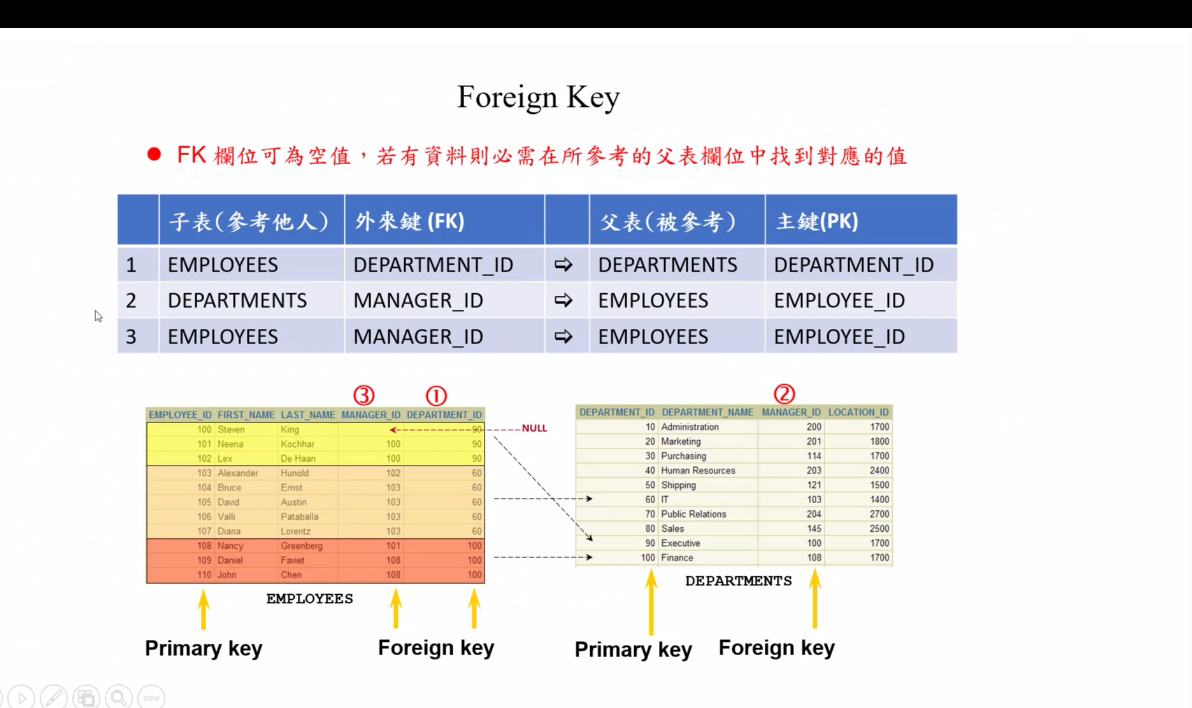 Foreign Key
● FK 欄位可為空值，若有資料則必需在所參考的父表欄位中找到對應的值
子表(參考他人) 外來鍵 (FK) 父表(被參考) 主鍵(PK)
1 EMPLOYEES DEPARTMENT_ID ⇨ DEPARTMENTS DEPARTMENT_ID
2 DEPARTMENTS MANAGER_ID ⇨ EMPLOYEES EMPLOYEE_ID
3 EMPLOYEES MANAGER_ID ⇨ EMPLOYEES EMPLOYEE_ID
③ ①
EMPLOYEE_ID FIRST_NAME LAST_NAME MANAGER_ID DEPARTMENT_ID
100 Steven King 90
101 Neena Kochhar 100 90
102 Lex De Haan 100 90
103 Alexander Hunold 102 60
104 Bruce Ernst 103 60
105 David Austin 103 60
106 Valli Pataballa 103 60
107 Diana Lorentz 103 60
108 Nancy Greenberg 101 100
109 Daniel Faviet 108 100
110 John Chen 108 100
NULL
EMPLOYEES
Primary key Foreign key
②
DEPARTMENT_ID DEPARTMENT_NAME MANAGER_ID LOCATION_ID
10 Administration 200 1700
20 Marketing 201 1800
30 Purchasing 114 1700
40 Human Resources 203 2400
50 Shipping 121 1500
60 IT 103 1400
70 Public Relations 204 2700
80 Sales 145 2500
90 Executive 100 1700
100 Finance 108 1700
DEPARTMENTS
Primary key Foreign key